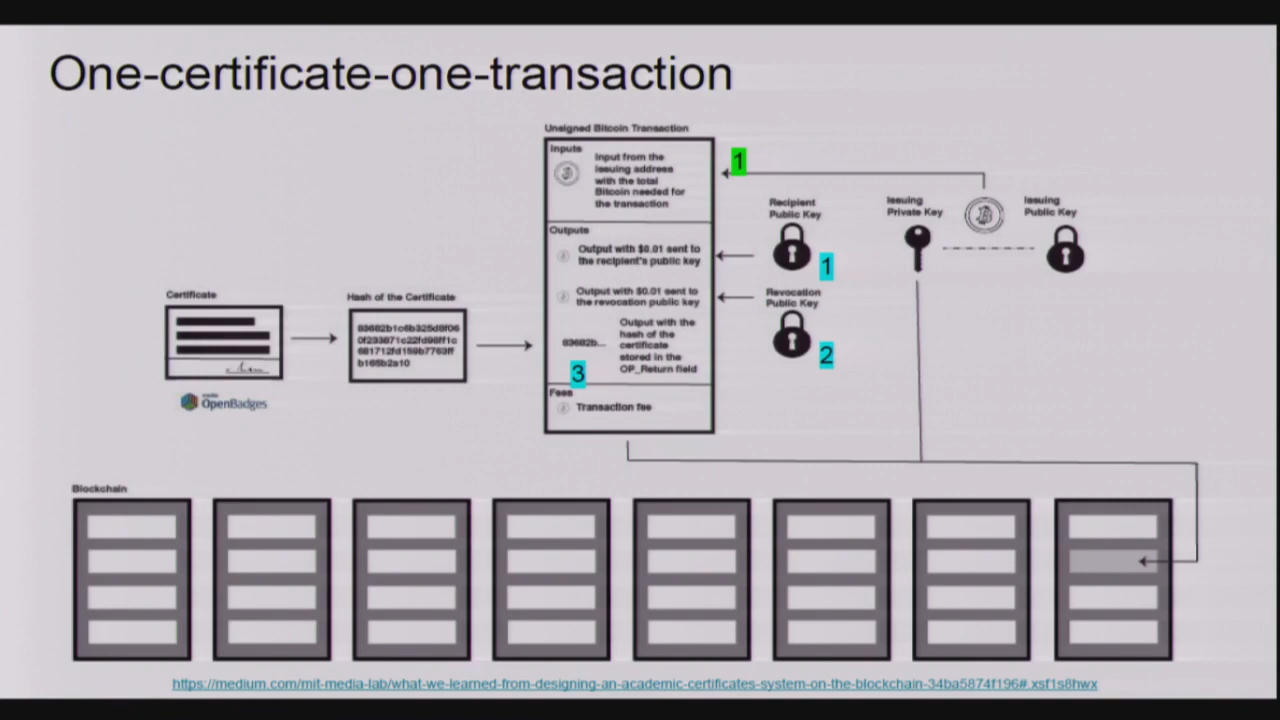 One-certificate-one-transaction
Unsigned Bitcoin Transaction
Inputs
Input from the
issuing address
with the total
Bitcoin needed for
the transaction
1
Outputs
Output with $0.01 sent to
the recipient's public key
Output with $0.01 sent to
the revocation public key
83682b...
Output with the
hash of the
certificate
stored in the
OP_Return field
3
Fees
Transaction fee
Recipient
Public Key
1
Revocation
Public Key
2
Issuing
Private Key
Issuing
Public Key
Certificate
OpenBadges
Hash of the Certificate
Blockchain
https://medium.com/mit-media-lab/what-we-learned-from-designing-an-academic-certificates-system-on-the-blockchain-34ba5874f196#.xsf1s8hwx